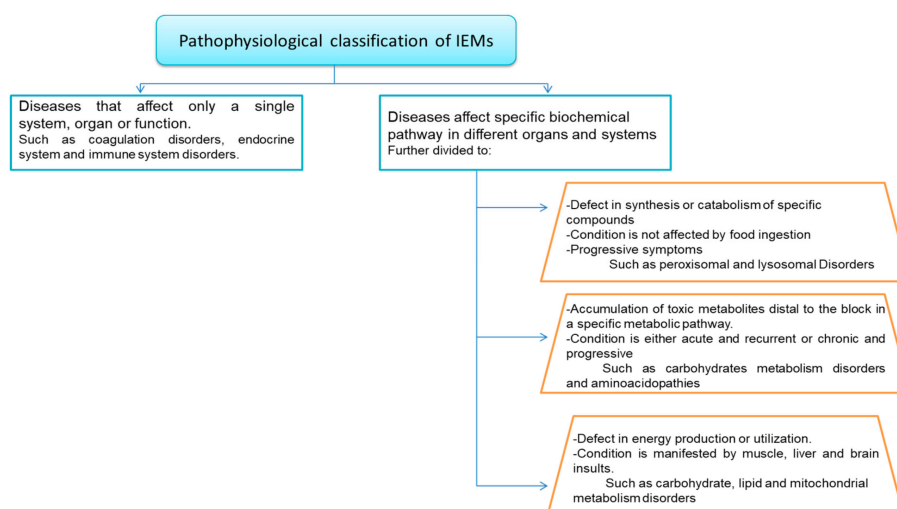 Pathophysiological classification of IEMs
Diseases that affect only a single
system, organ or function.
Such as coagulation disorders, endocrine
system and immune system disorders.
Diseases affect specific biochemical
pathway in different organs and systems
Further divided to:
-Defect in synthesis or catabolism of specific
compounds
-Condition is not affected by food ingestion
-Progressive symptoms
Such as peroxisomal and lysosomal Disorders
-Accumulation of toxic metabolites distal to the block in
a specific metabolic pathway.
-Condition is either acute and recurrent or chronic and
progressive
Such as carbohydrates metabolism disorders
and aminoacidopathies
-Defect in energy production or utilization.
-Condition is manifested by muscle, liver and brain
insults.
Such as carbohydrate, lipid and mitochondrial
metabolism disorders